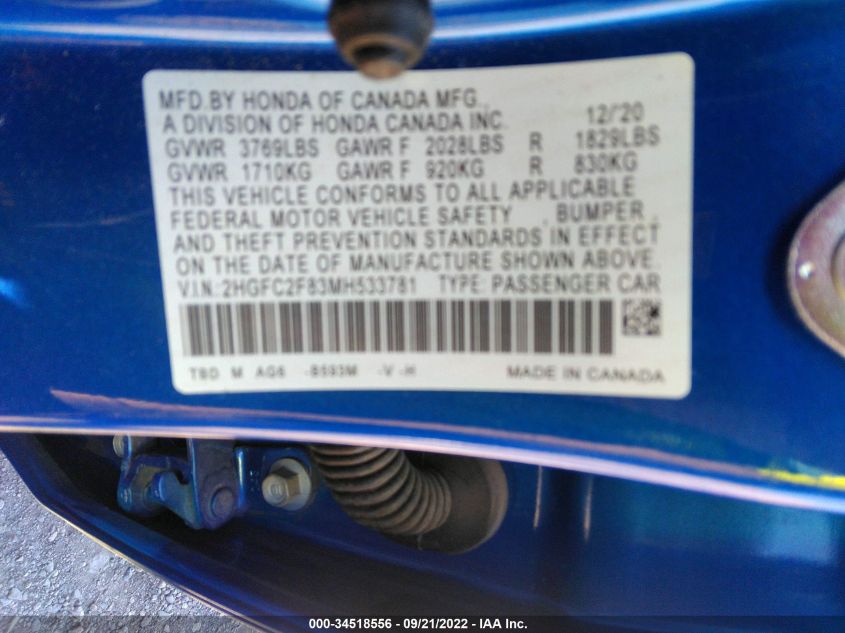 MFD.BY HONDA OF CANADA MFG.,
A DIVISION OF HONDA CANADA INC. 12/20
GVWR 3769LBS GAWR F 2028LBS R 1829LBS
GVWR 1710KG GAWR F 920KG R 830KG
THIS VEHICLE CONFORMS TO ALL APPLICABLE
FEDERAL MOTOR VEHICLE SAFETY , BUMPER ,
AND THEFT PREVENTION STANDARDS IN EFFECT
ON THE DATE OF MANUFACTURE SHOWN ABOVE.
V.I.N.:2HGFC2F83MH533781 TYPE: PASSENGER CAR
TBD M AG6 -B593M -V -H MADE IN CANADA
000-34518556 - 09/21/2022 - IAA Inc.